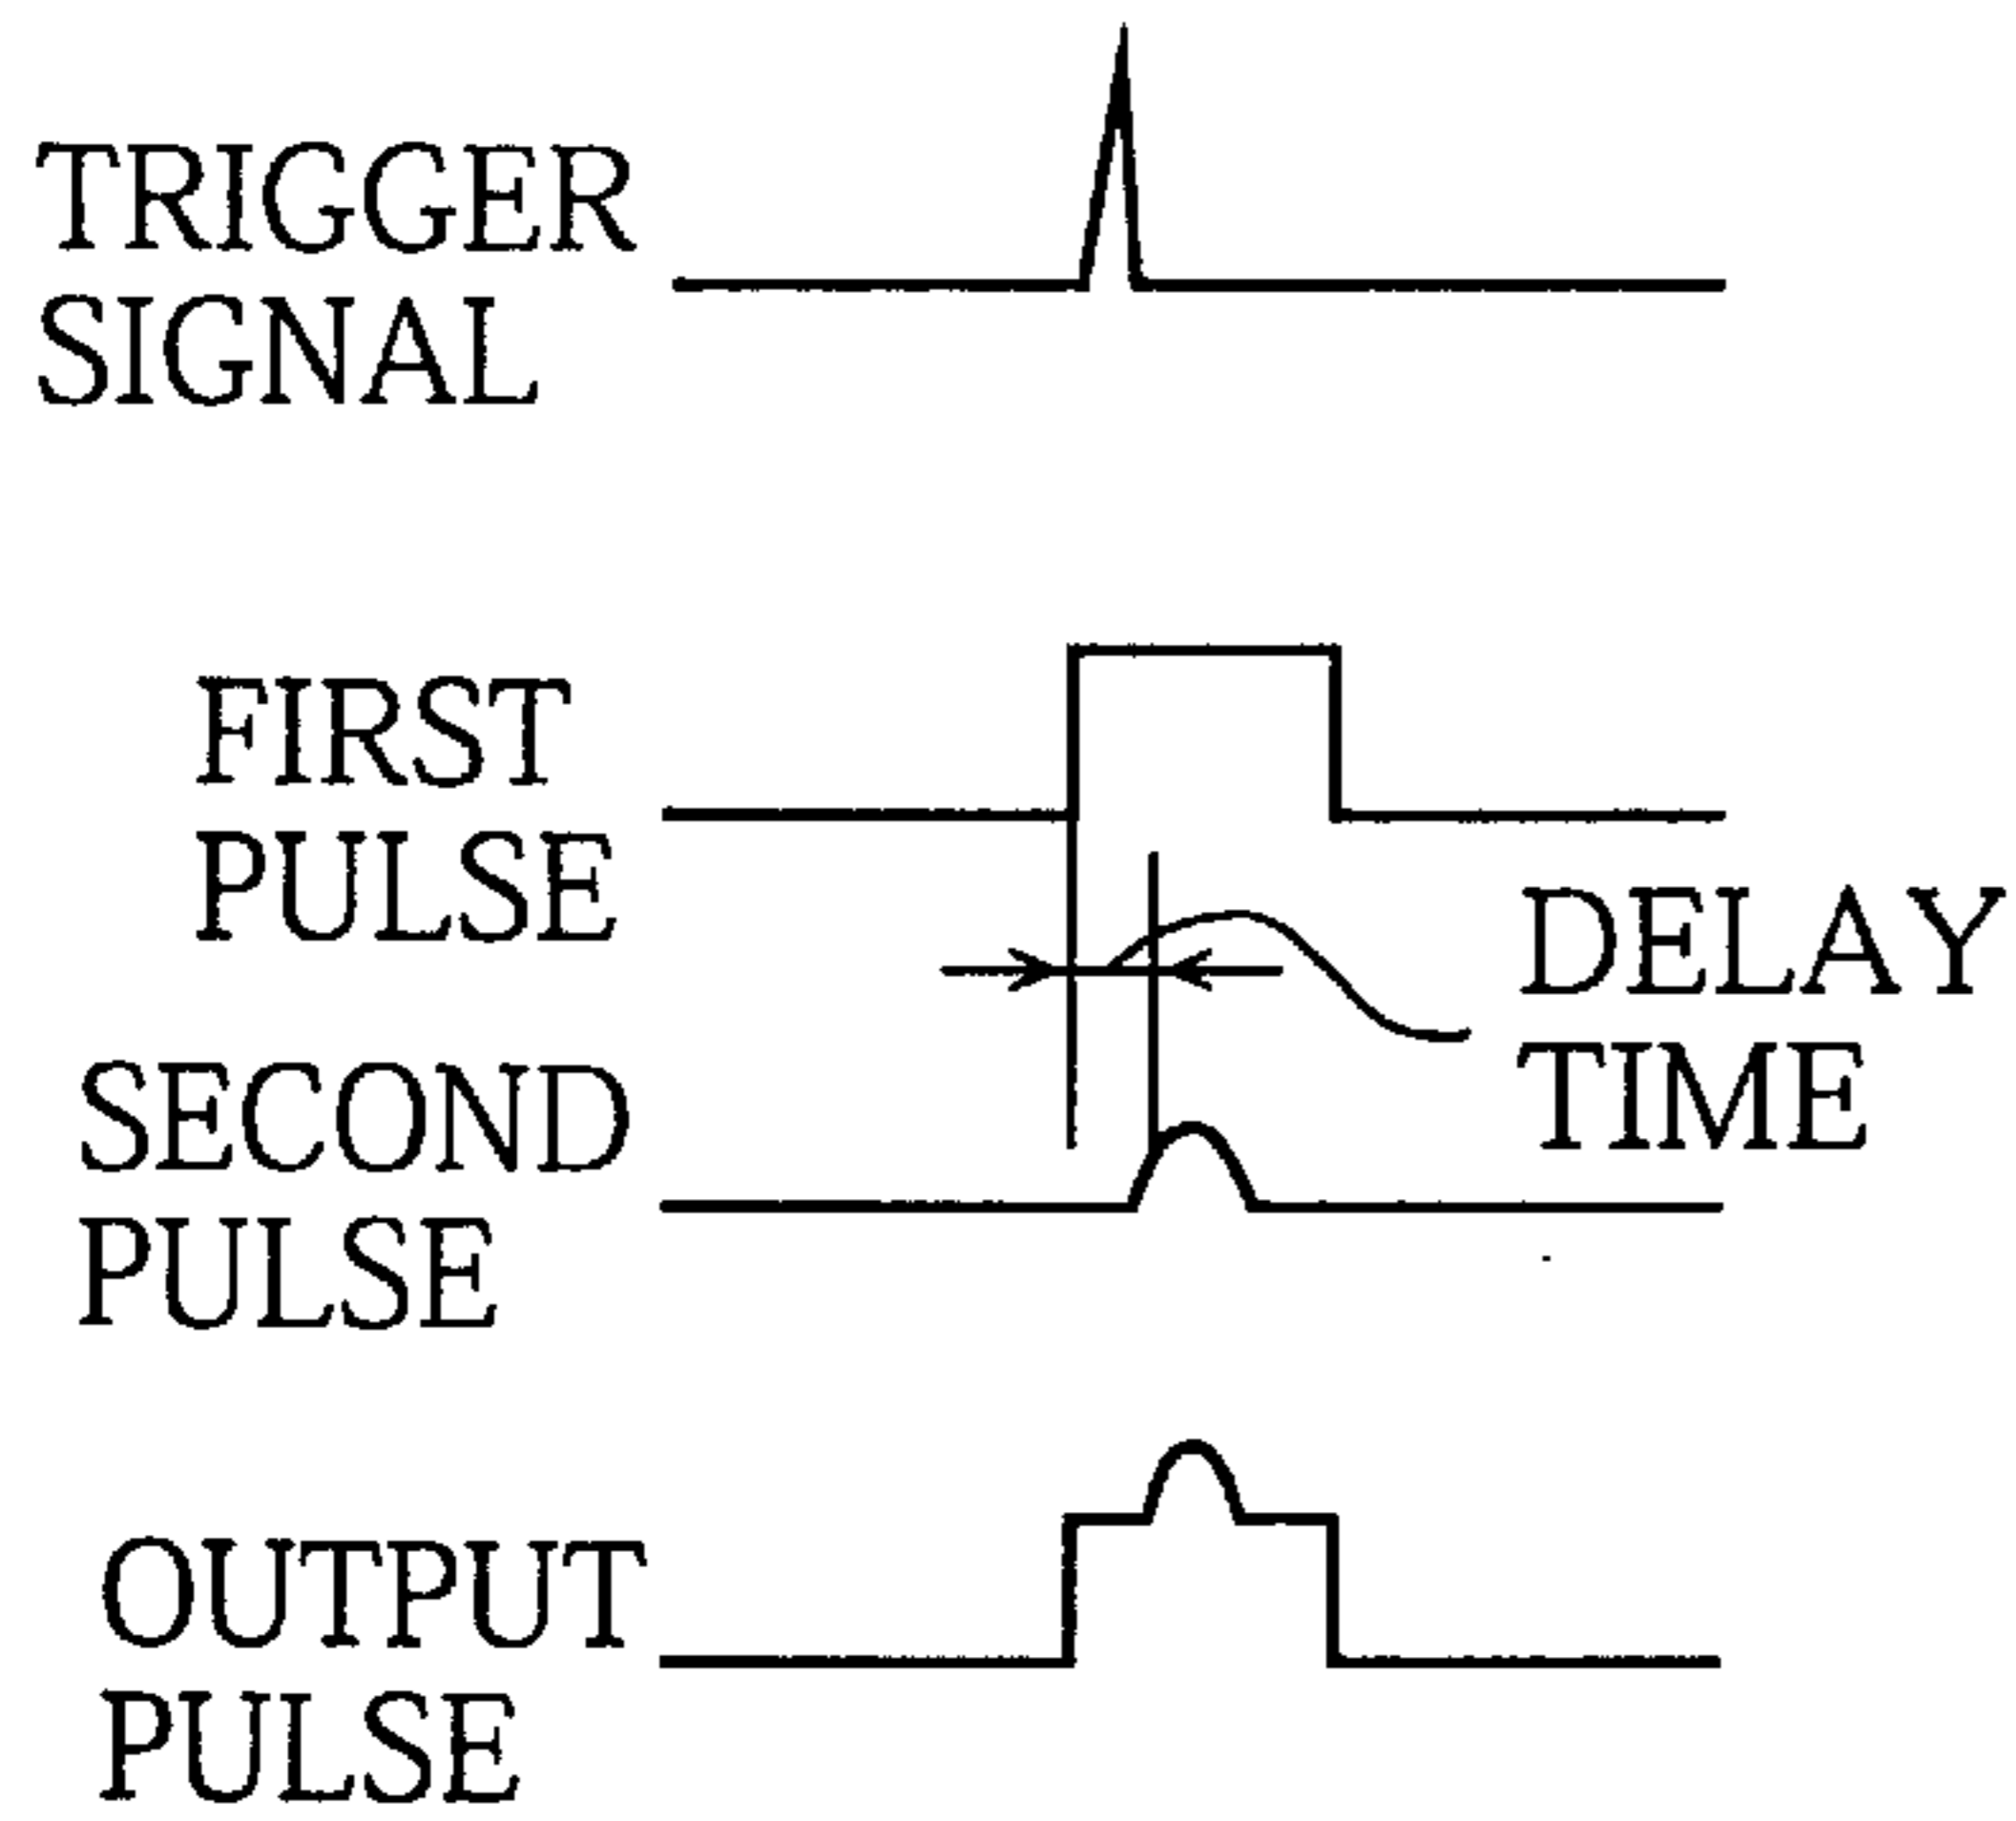 TRIGGER
SIGNAL
FIRST
PULSE
DELAY
TIME
SECOND
PULSE
OUTPUT
PULSE